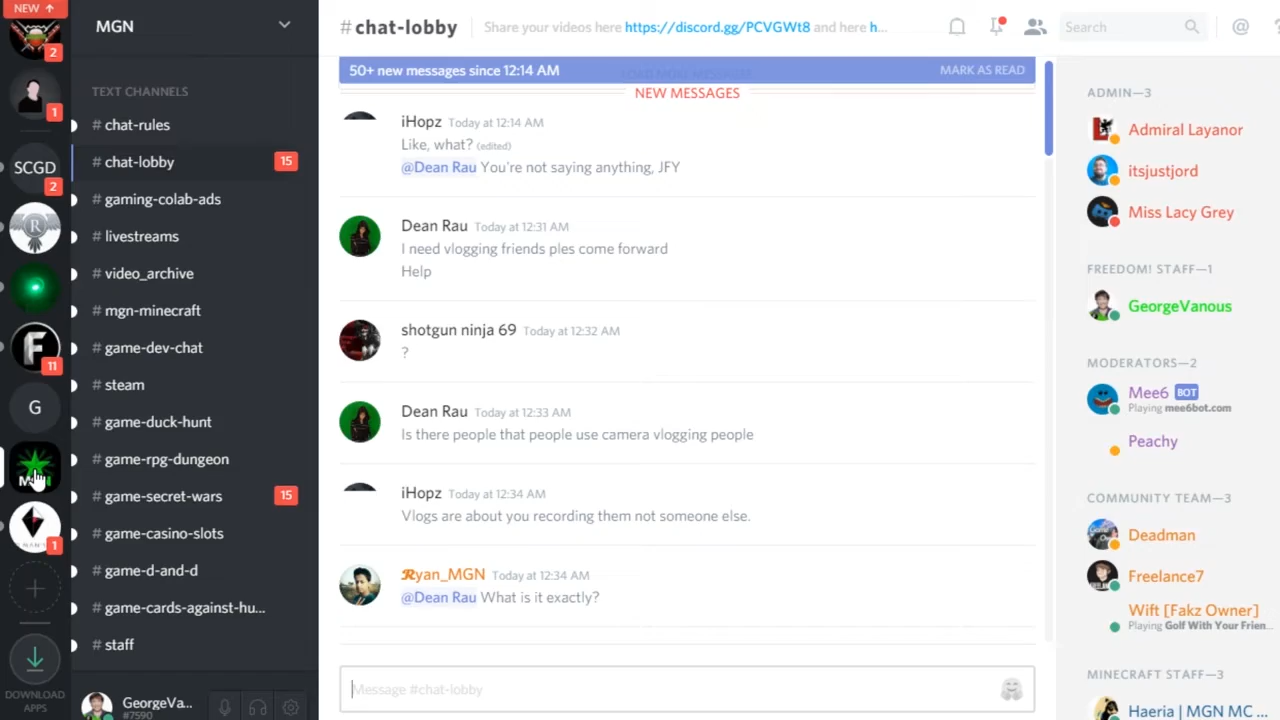 NEW ↑
2
1
SCGD
2
R
F
11
G
MGN
1
DOWNLOAD
APPS
MGN
TEXT CHANNELS
# chat-rules
# chat-lobby 15
# gaming-colab-ads
# livestreams
# video_archive
# mgn-minecraft
# game-dev-chat
# steam
# game-duck-hunt
# game-rpg-dungeon
# game-secret-wars 15
# game-casino-slots
# game-d-and-d
# game-cards-against-hu...
# staff
GeorgeVa...
#7590
#chat-lobby Share your videos here https://discord.gg/PCVGWt8 and here h...
Search
@
50+ new messages since 12:14 AM MARK AS READ
NEW MESSAGES
iHopz Today at 12:14 AM
Like, what? (edited)
@Dean Rau You're not saying anything, JFY
Dean Rau Today at 12:31 AM
I need vlogging friends ples come forward
Help
shotgun ninja 69 Today at 12:32 AM
?
Dean Rau Today at 12:33 AM
Is there people that people use camera vlogging people
iHopz Today at 12:34 AM
Vlogs are about you recording them not someone else.
Ryan_MGN Today at 12:34 AM
@Dean Rau What is it exactly?
Message #chat-lobby
ADMIN—3
Admiral Layanor
itsjustjord
Miss Lacy Grey
FREEDOM! STAFF—1
GeorgeVanous
MODERATORS—2
Mee6 BOT
Playing mee6bot.com
Peachy
COMMUNITY TEAM—3
Deadman
Freelance7
Wift [Fakz Owner]
Playing Golf With Your Frien...
MINECRAFT STAFF—3
Haeria | MGN MC ...